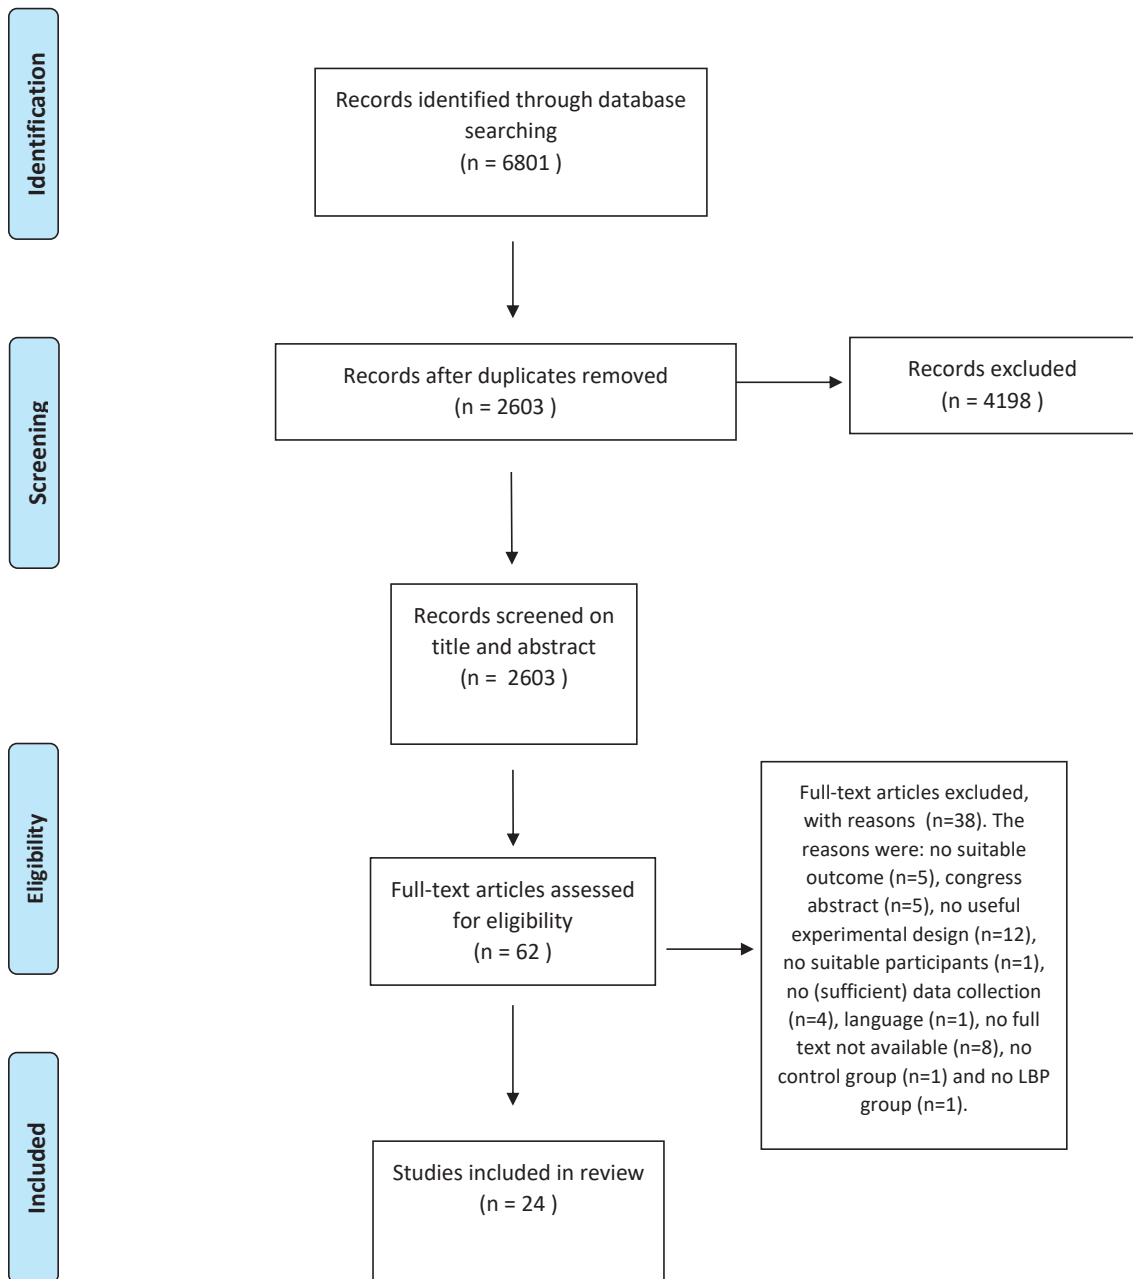 Identification
Records identified through database
searching
(n = 6801 )
Screening
Records after duplicates removed
(n = 2603 )
Records excluded
(n = 4198 )
Records screened on
title and abstract
(n =  2603 )
Eligibility
Full-text articles assessed
for eligibility
(n = 62 )
Full-text articles excluded,
with reasons  (n=38). The
reasons were: no suitable
outcome (n=5), congress
abstract (n=5), no useful
experimental design (n=12),
no suitable participants (n=1),
no (sufficient) data collection
(n=4), language (n=1), no full
text not available (n=8), no
control group (n=1) and no LBP
group (n=1).
Included
Studies included in review
(n = 24 )